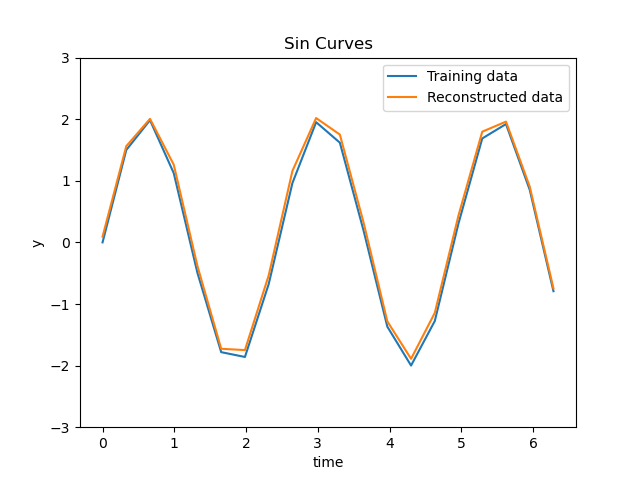 Sin Curves
Training data
Reconstructed data
3
2
1
0
−1
−2
−3
y
0 1 2 3 4 5 6
time